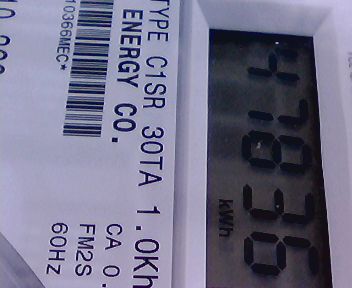 47836
kWh
TYPE C1SR 30TA 1.0Kh
ENERGY CO. CA 0.
FM2S
10366MEC* 60HZ